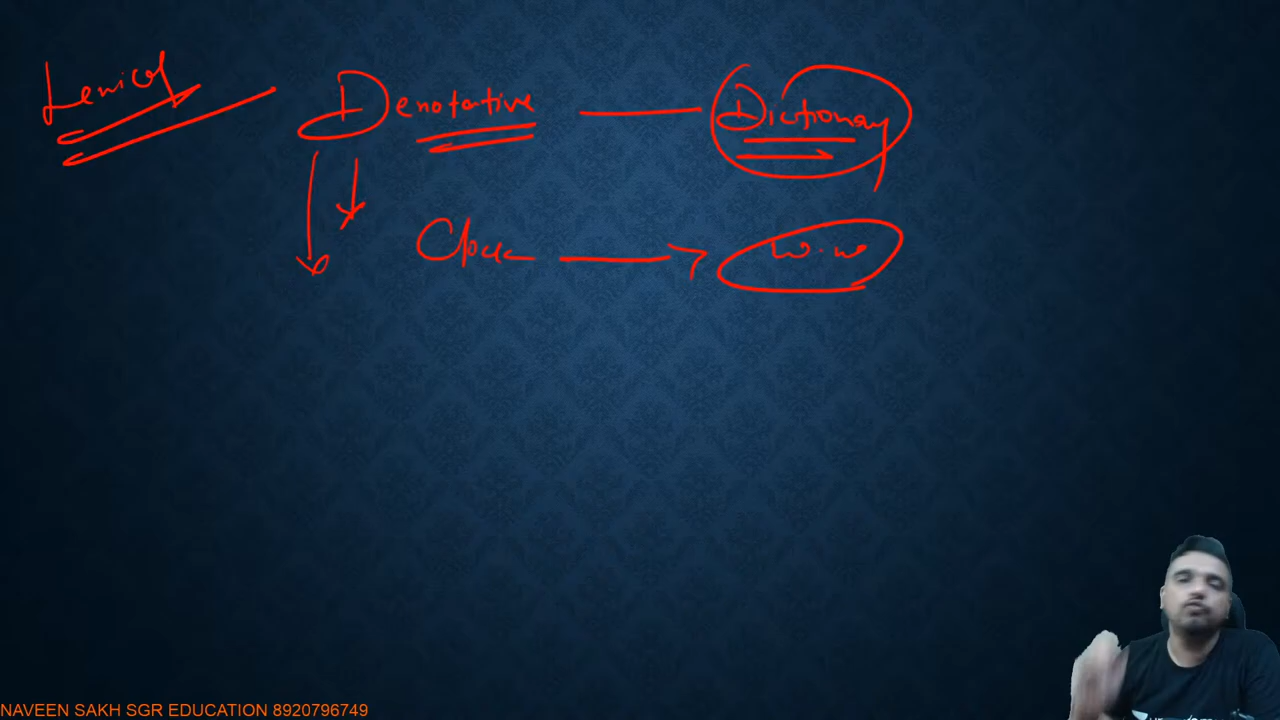 Lexical Denotative — Dictionary
Clock → W.W
NAVEEN SAKH SGR EDUCATION 8920796749